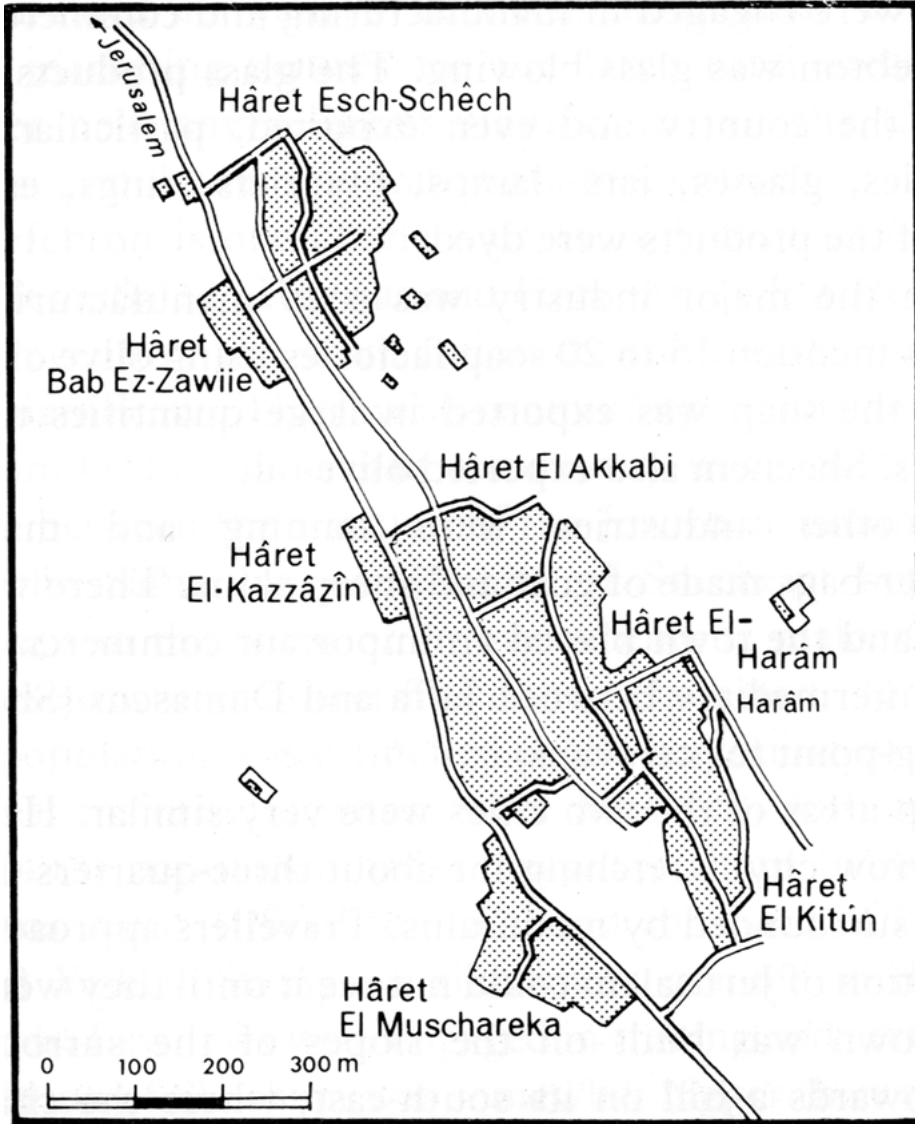 ← Jerusalem
Hâret Esch-Schêch
Hâret
Bab Ez-Zawiie
Hâret El Akkabi
Hâret
El-Kazzâzîn
Hâret El-
Harâm
Harâm
Hâret
El Kitún
Hâret
El Muschareka
0 100 200 300 m